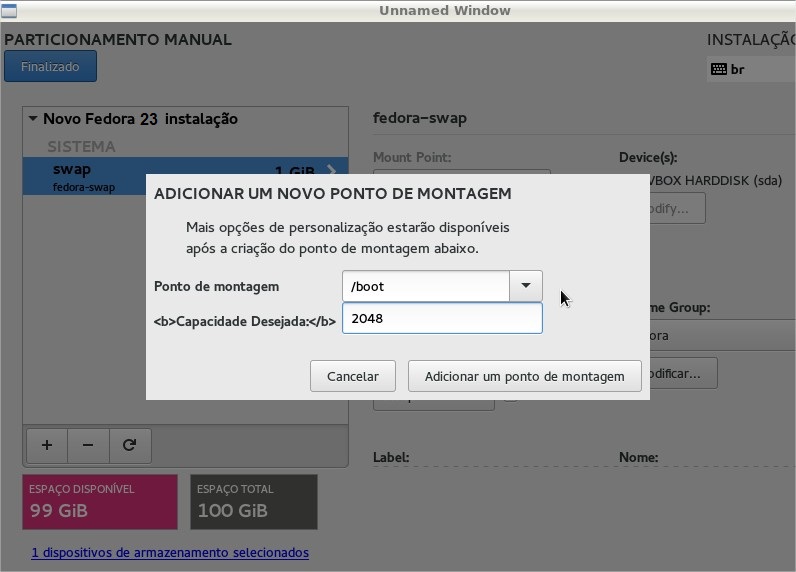 Unnamed Window
PARTICIONAMENTO MANUAL
INSTALAÇÃO
Finalizado
br
Novo Fedora 23 instalação
SISTEMA
swap
1 GiB
fedora-swap
fedora-swap
Mount Point:
Device(s):
VBOX HARDDISK (sda)
ADICIONAR UM NOVO PONTO DE MONTAGEM
Mais opções de personalização estarão disponíveis
após a criação do ponto de montagem abaixo.
Ponto de montagem
/boot
<b>Capacidade Desejada:</b>
2048
Cancelar
Adicionar um ponto de montagem
odify...
me Group:
ora
odificar...
Label:
Nome:
+
-
ESPAÇO DISPONÍVEL
99 GiB
ESPAÇO TOTAL
100 GiB
1 dispositivos de armazenamento selecionados